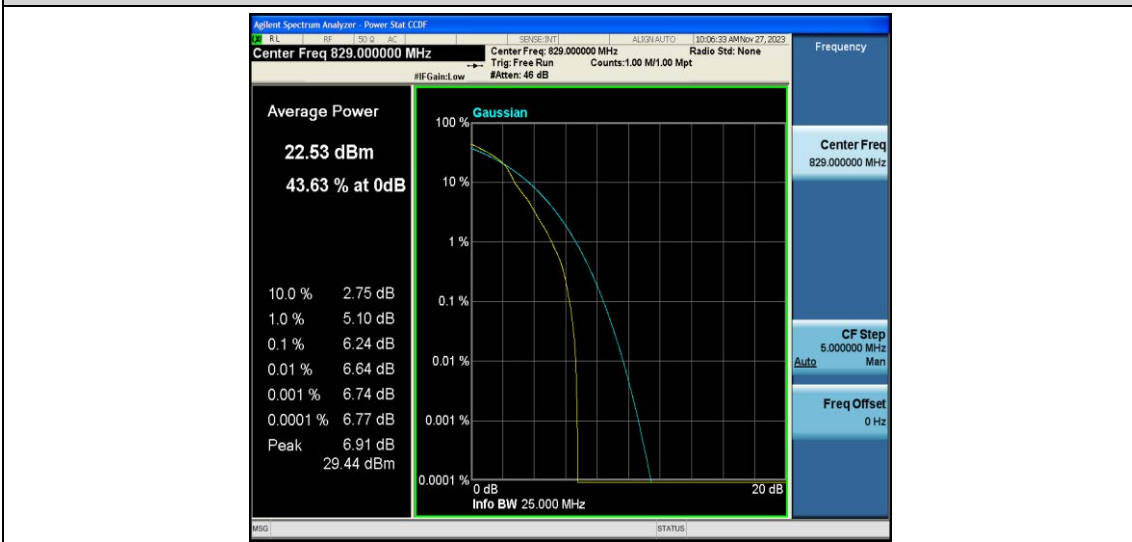 Agilent Spectrum Analyzer - Power Stat CCDF
RL RF 50 Ω AC SENSE:INT ALIGN AUTO 10:06:33 AM Nov 27, 2023
Center Freq 829.000000 MHz
Center Freq: 829.000000 MHz Radio Std: None
Trig: Free Run Counts:1.00 M/1.00 Mpt
#IFGain:Low #Atten: 46 dB
Frequency
Average Power
22.53 dBm
43.63 % at 0dB
10.0 % 2.75 dB
1.0 % 5.10 dB
0.1 % 6.24 dB
0.01 % 6.64 dB
0.001 % 6.74 dB
0.0001 % 6.77 dB
Peak 6.91 dB
29.44 dBm
Gaussian
100 %
10 %
1 %
0.1 %
0.01 %
0.001 %
0.0001 %
0 dB 20 dB
Info BW 25.000 MHz
Center Freq
829.000000 MHz
CF Step
5.000000 MHz
Auto Man
Freq Offset
0 Hz
MSG STATUS